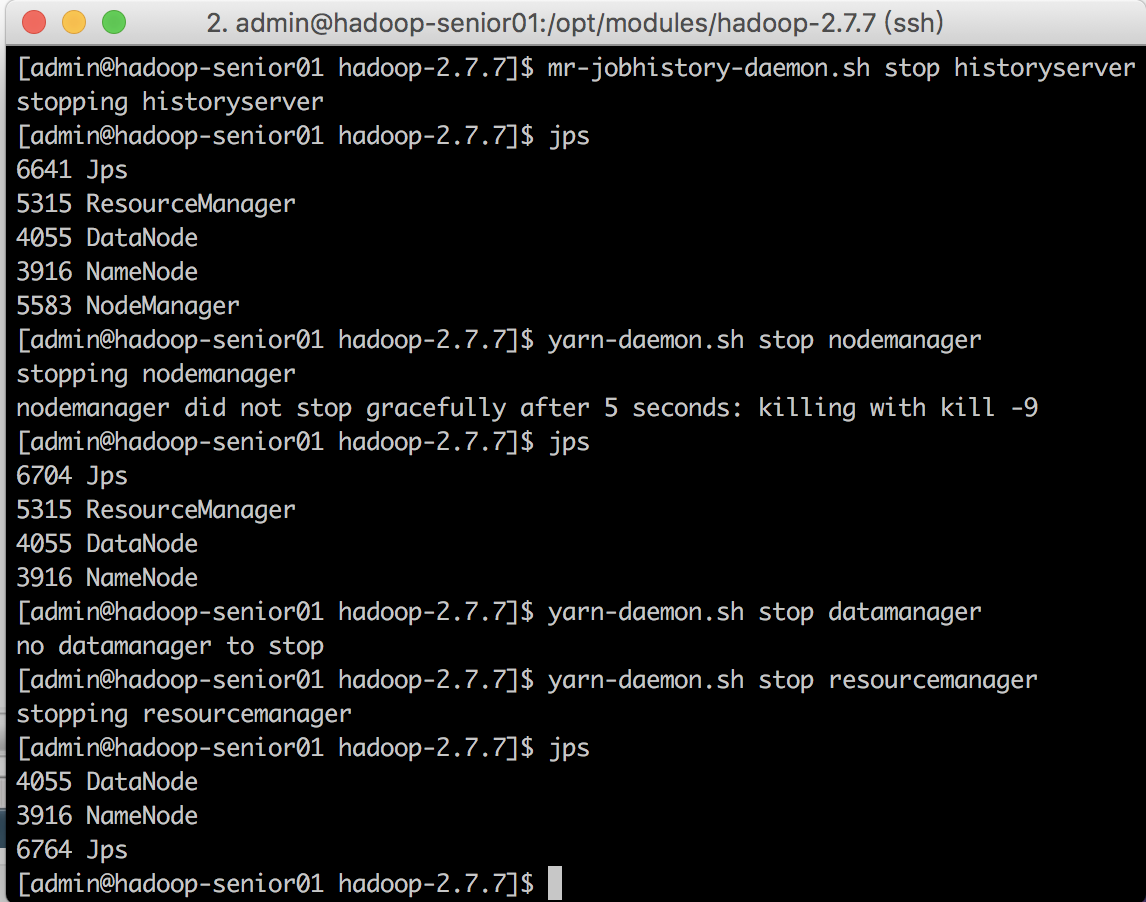 2. admin@hadoop-senior01:/opt/modules/hadoop-2.7.7 (ssh)
[admin@hadoop-senior01 hadoop-2.7.7]$ mr-jobhistory-daemon.sh stop historyserver
stopping historyserver
[admin@hadoop-senior01 hadoop-2.7.7]$ jps
6641 Jps
5315 ResourceManager
4055 DataNode
3916 NameNode
5583 NodeManager
[admin@hadoop-senior01 hadoop-2.7.7]$ yarn-daemon.sh stop nodemanager
stopping nodemanager
nodemanager did not stop gracefully after 5 seconds: killing with kill -9
[admin@hadoop-senior01 hadoop-2.7.7]$ jps
6704 Jps
5315 ResourceManager
4055 DataNode
3916 NameNode
[admin@hadoop-senior01 hadoop-2.7.7]$ yarn-daemon.sh stop datamanager
no datamanager to stop
[admin@hadoop-senior01 hadoop-2.7.7]$ yarn-daemon.sh stop resourcemanager
stopping resourcemanager
[admin@hadoop-senior01 hadoop-2.7.7]$ jps
4055 DataNode
3916 NameNode
6764 Jps
[admin@hadoop-senior01 hadoop-2.7.7]$